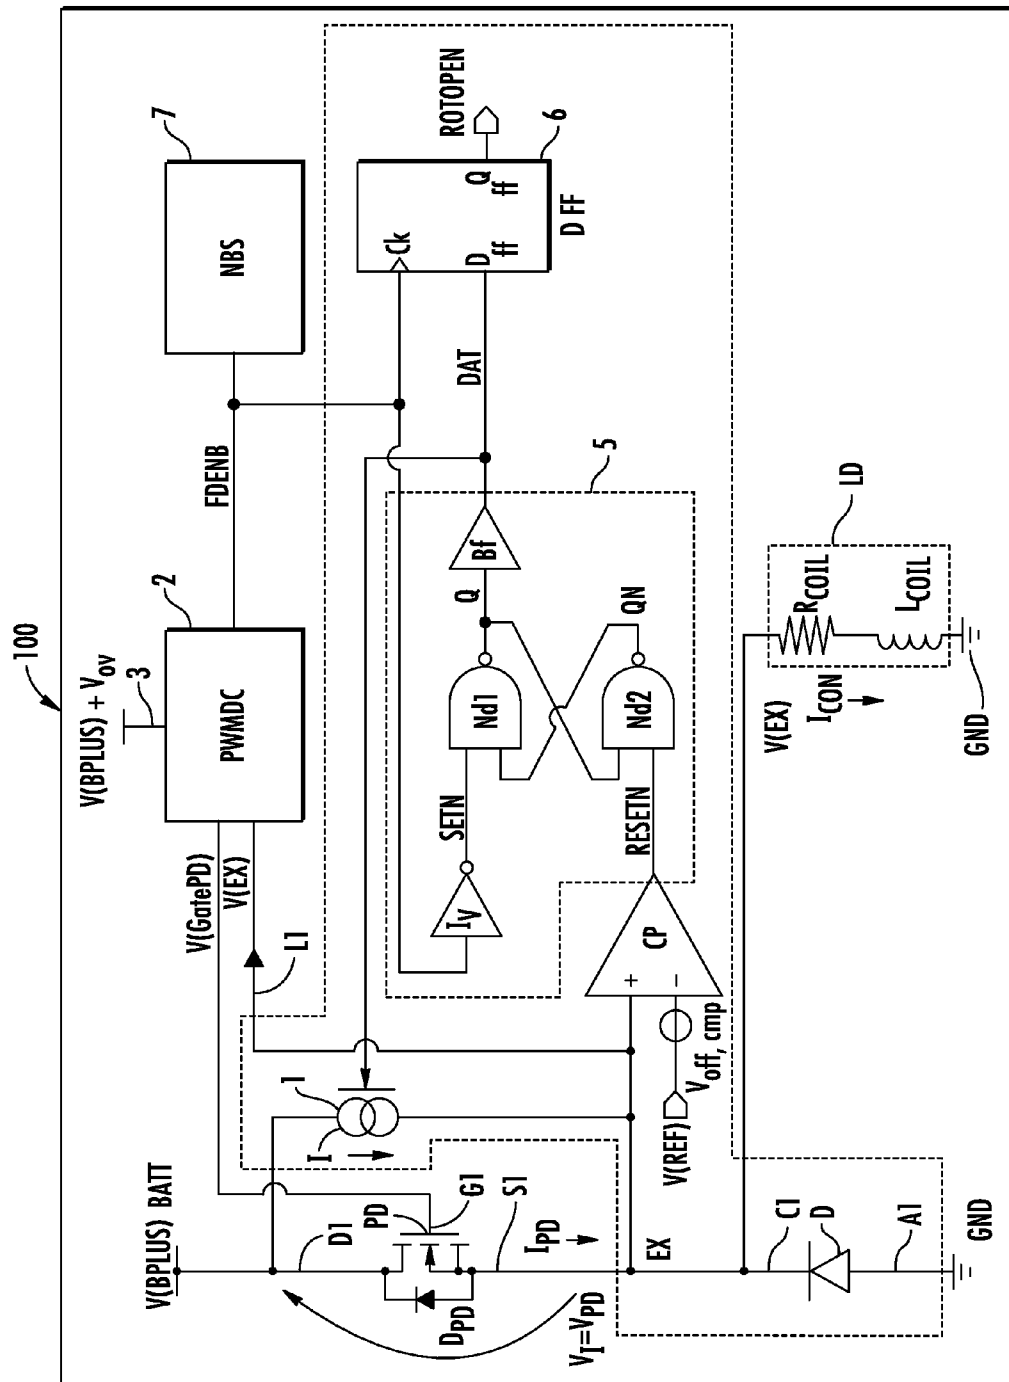 100
V(BPLUS) + Vov
3
2
PWMDC
FDENB
7
NBS
V(GatePD)
V(EX)
L1
V(BPLUS) BATT
D1
PD
G1
S1
DPD
IPD
VI=VPD
1
I
EX
V(REF)
Voff, cmp
CP
+
−
IV
SETN
RESETN
Nd1
Nd2
Q
QN
Bf
5
DAT
Ck
Dff
Qff
D FF
6
ROTOPEN
C1
D
A1
GND
V(EX)
ICON
RCOIL
LCOIL
LD
GND